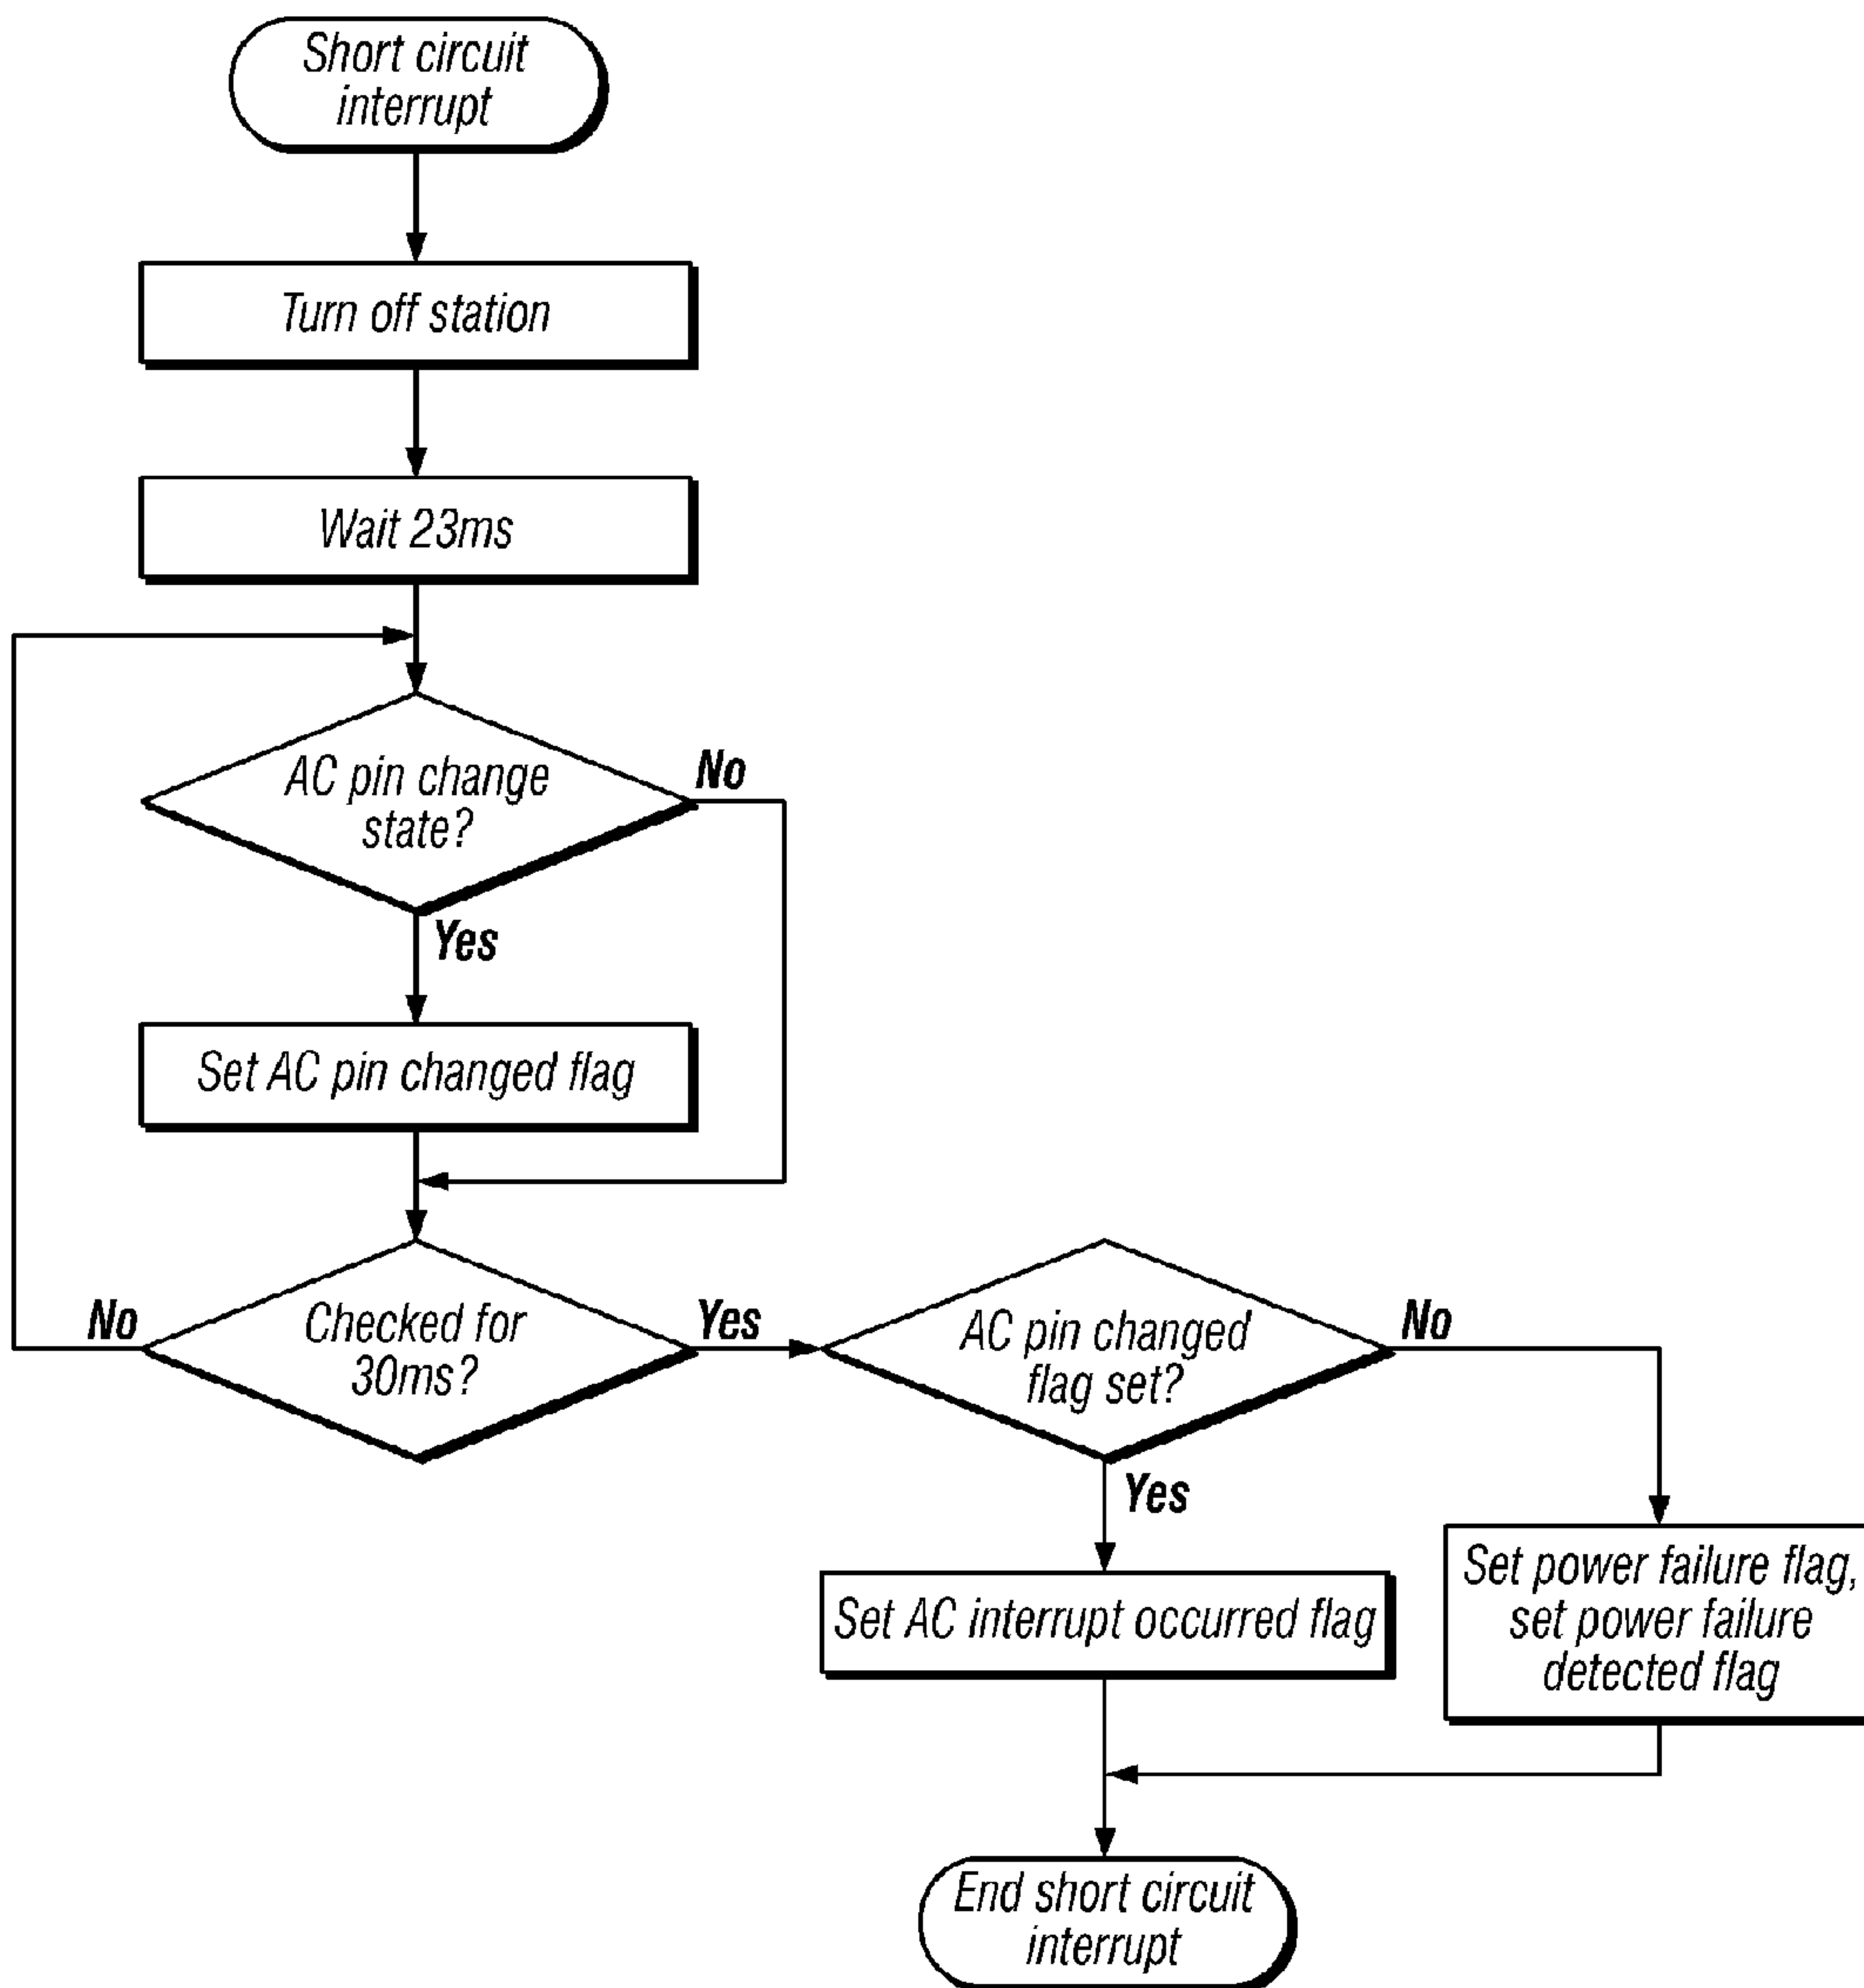 Short circuit
interrupt
Turn off station
Wait 23ms
AC pin change
state?
No
Yes
Set AC pin changed flag
Checked for
30ms?
No
Yes
AC pin changed
flag set?
No
Yes
Set AC interrupt occurred flag
Set power failure flag,
set power failure
detected flag
End short circuit
interrupt